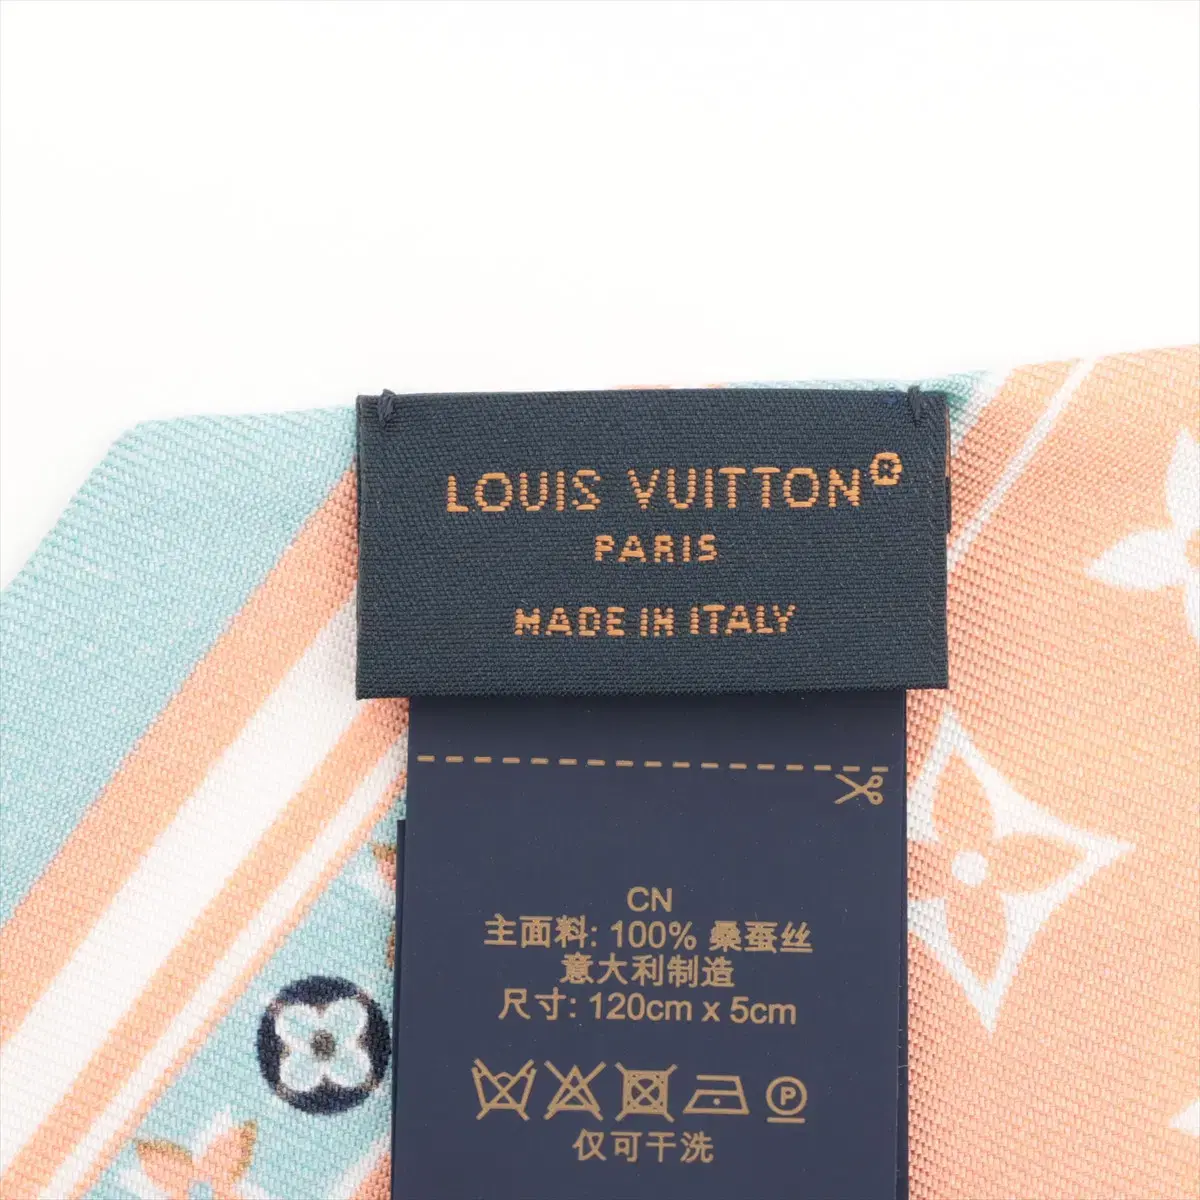 LOUIS VUITTON®
PARIS
MADE IN ITALY
CN
主面料: 100% 桑蚕丝
意大利制造
尺寸: 120cm x 5cm
P
仅可干洗